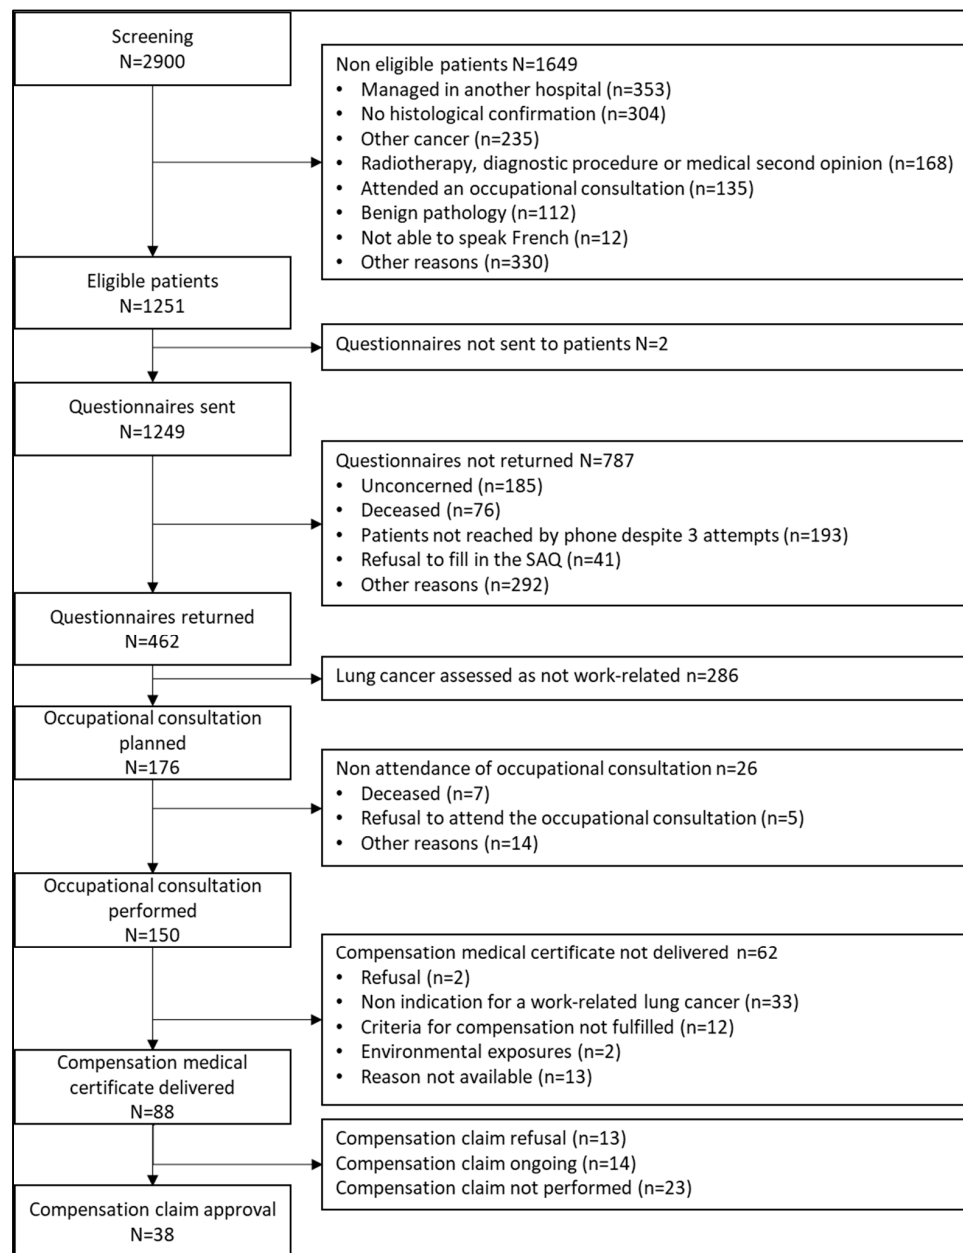 Screening
N=2900
Non eligible patients N=1649
• Managed in another hospital (n=353)
• No histological confirmation (n=304)
• Other cancer (n=235)
• Radiotherapy, diagnostic procedure or medical second opinion (n=168)
• Attended an occupational consultation (n=135)
• Benign pathology (n=112)
• Not able to speak French (n=12)
• Other reasons (n=330)
Eligible patients
N=1251
Questionnaires not sent to patients N=2
Questionnaires sent
N=1249
Questionnaires not returned N=787
• Unconcerned (n=185)
• Deceased (n=76)
• Patients not reached by phone despite 3 attempts (n=193)
• Refusal to fill in the SAQ (n=41)
• Other reasons (n=292)
Questionnaires returned
N=462
Lung cancer assessed as not work-related n=286
Occupational consultation
planned
N=176
Non attendance of occupational consultation n=26
• Deceased (n=7)
• Refusal to attend the occupational consultation (n=5)
• Other reasons (n=14)
Occupational consultation
performed
N=150
Compensation medical certificate not delivered n=62
• Refusal (n=2)
• Non indication for a work-related lung cancer (n=33)
• Criteria for compensation not fulfilled (n=12)
• Environmental exposures (n=2)
• Reason not available (n=13)
Compensation medical
certificate delivered
N=88
Compensation claim refusal (n=13)
Compensation claim ongoing (n=14)
Compensation claim not performed (n=23)
Compensation claim approval
N=38